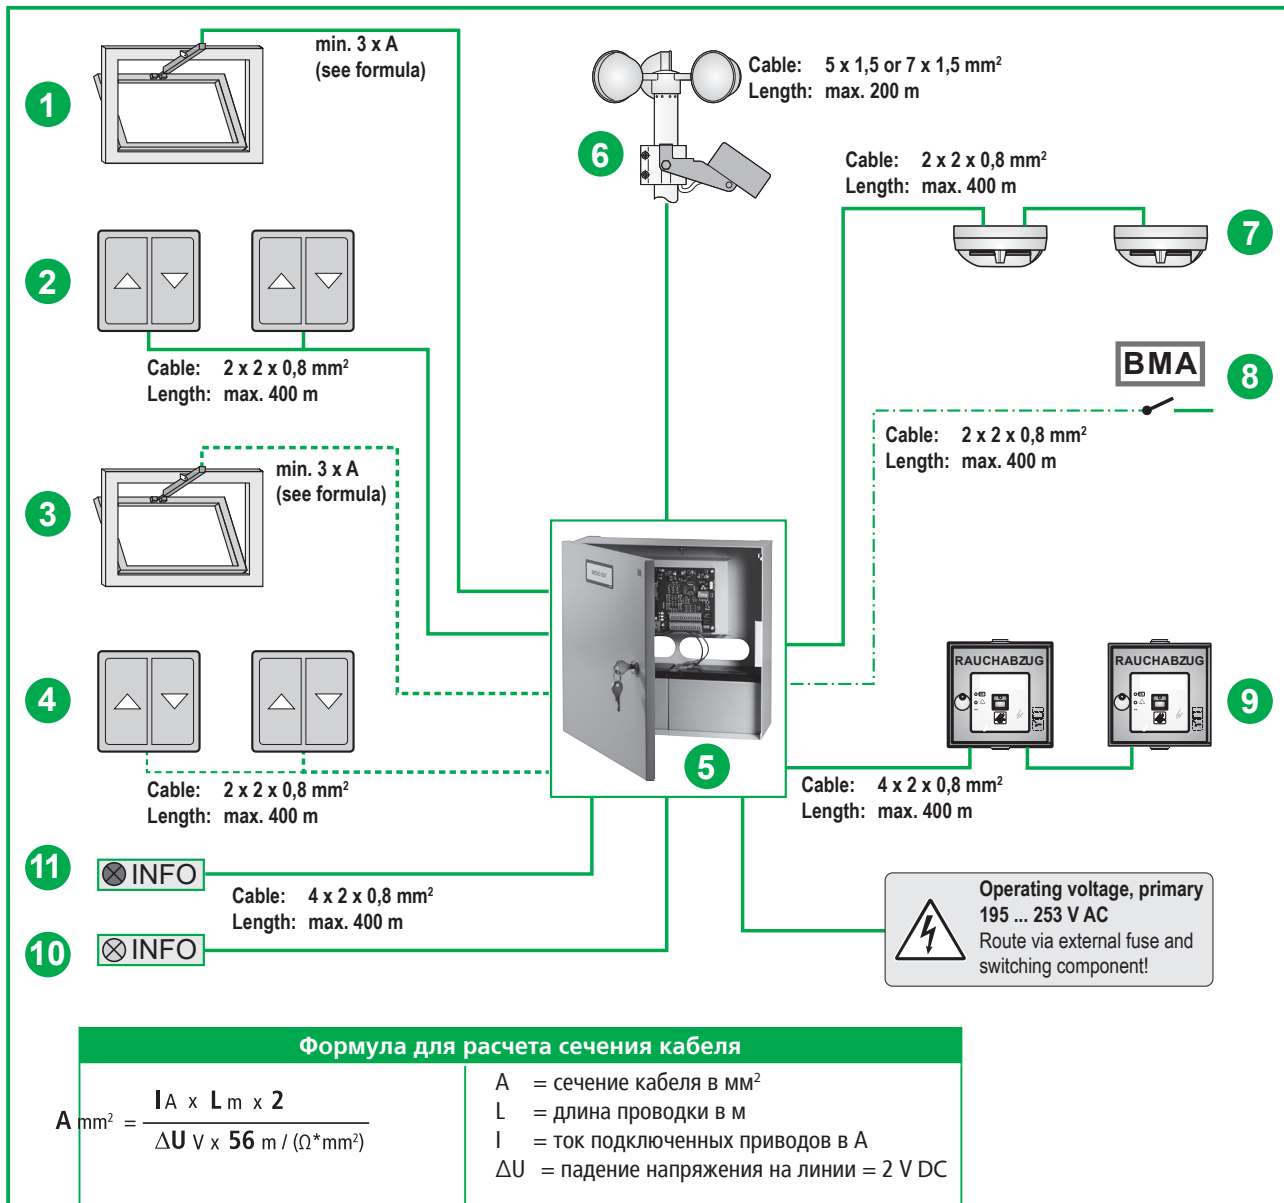 1
min. 3 x A
(see formula)
Cable: 5 x 1,5 or 7 x 1,5 mm²
Length: max. 200 m
6
Cable: 2 x 2 x 0,8 mm²
Length: max. 400 m
7
2
Cable: 2 x 2 x 0,8 mm²
Length: max. 400 m
BMA
8
Cable: 2 x 2 x 0,8 mm²
Length: max. 400 m
3
min. 3 x A
(see formula)
4
Cable: 2 x 2 x 0,8 mm²
Length: max. 400 m
5
RAUCHABZUG
RAUCHABZUG
9
Cable: 4 x 2 x 0,8 mm²
Length: max. 400 m
11
INFO
Cable: 4 x 2 x 0,8 mm²
Length: max. 400 m
10
INFO
Operating voltage, primary
195 ... 253 V AC
Route via external fuse and
switching component!
Формула для расчета сечения кабеля
I A x L m x 2
A mm² =
ΔU V x 56 m / (Ω*mm²)
A = сечение кабеля в мм²
L = длина проводки в м
I = ток подключенных приводов в А
ΔU = падение напряжения на линии = 2 V DC